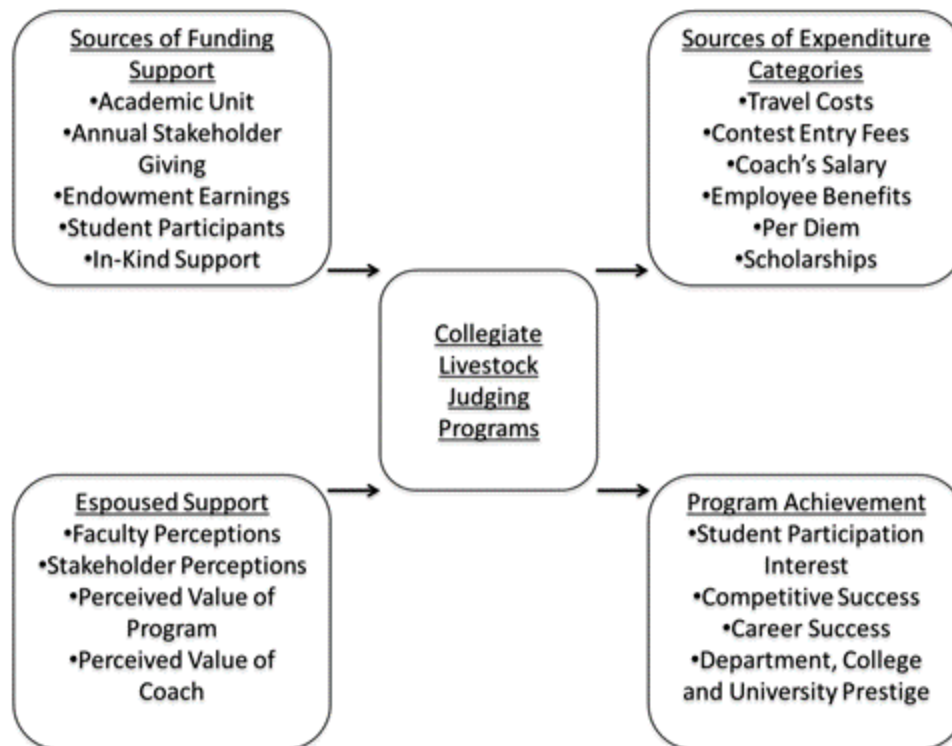 Sources of Funding
Support
•Academic Unit
•Annual Stakeholder
Giving
•Endowment Earnings
•Student Participants
•In-Kind Support
Sources of Expenditure
Categories
•Travel Costs
•Contest Entry Fees
•Coach's Salary
•Employee Benefits
•Per Diem
•Scholarships
Collegiate
Livestock
Judging
Programs
Espoused Support
•Faculty Perceptions
•Stakeholder Perceptions
•Perceived Value of
Program
•Perceived Value of
Coach
Program Achievement
•Student Participation
Interest
•Competitive Success
•Career Success
•Department, College
and University Prestige